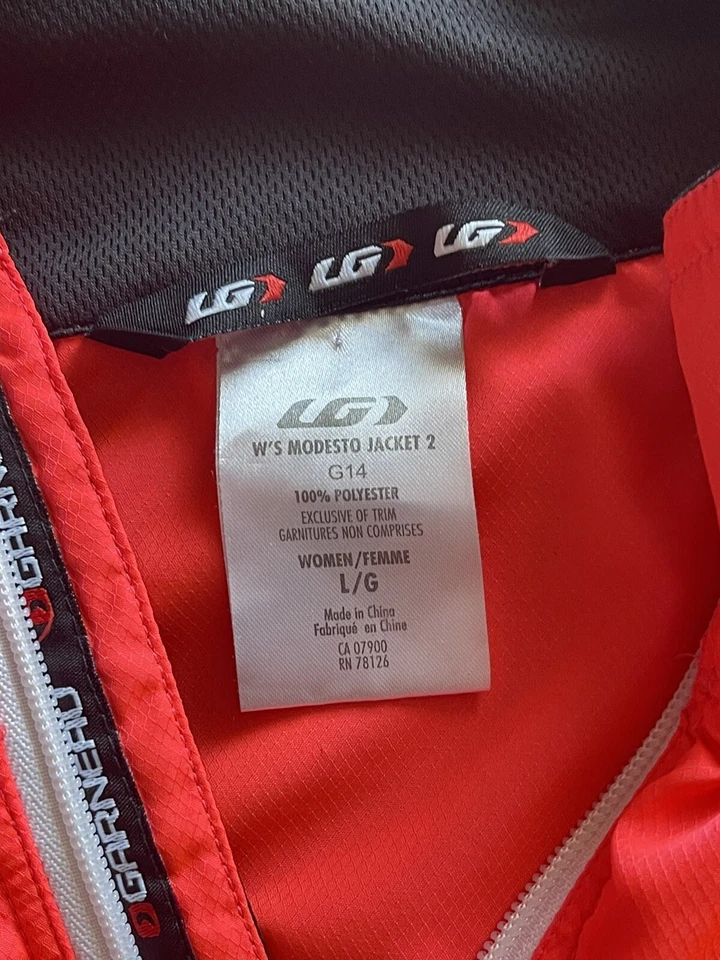 LG LG LG
LG
W'S MODESTO JACKET 2
G14
100% POLYESTER
EXCLUSIVE OF TRIM
GARNITURES NON COMPRISES
WOMEN/FEMME
L/G
Made in China
Fabriqué en Chine
CA 07900
RN 78126
GARNEAU
GARN